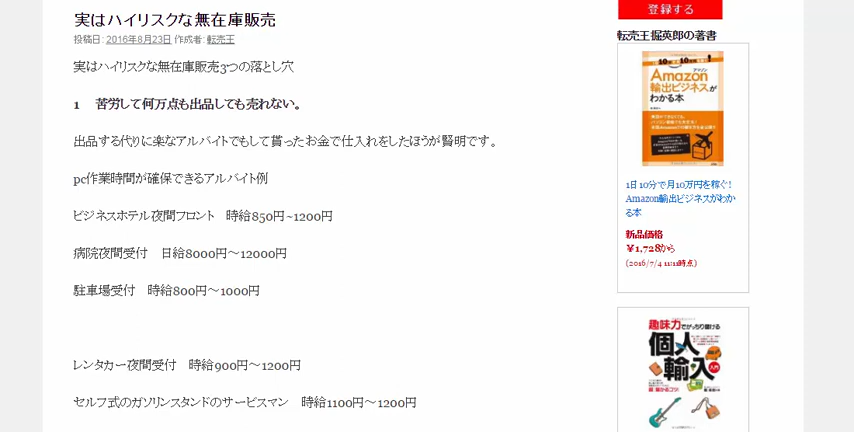 実はハイリスクな無在庫販売
投稿日: 2016年8月23日 作成者: 転売王
実はハイリスクな無在庫販売3つの落とし穴
1 苦労して何万点も出品しても売れない。
出品する代りに楽なアルバイトでもして貰ったお金で仕入れをしたほうが賢明です。
pc作業時間が確保できるアルバイト例
ビジネスホテル夜間フロント 時給850円~1200円
病院夜間受付 日給8000円～12000円
駐車場受付 時給800円～1000円
レンタカー夜間受付 時給900円～1200円
セルフ式のガソリンスタンドのサービスマン 時給1100円～1200円
登録する
転売王堀英郎の著書
Amazon
アマゾン
輸出ビジネスが
わかる本
1日10分で月10万円を稼ぐ!
Amazon輸出ビジネスがわか
る本
新品価格
￥1,728から
(2016/7/4 11:11時点)
趣味力でがっちり儲ける
個人
輸入
入門